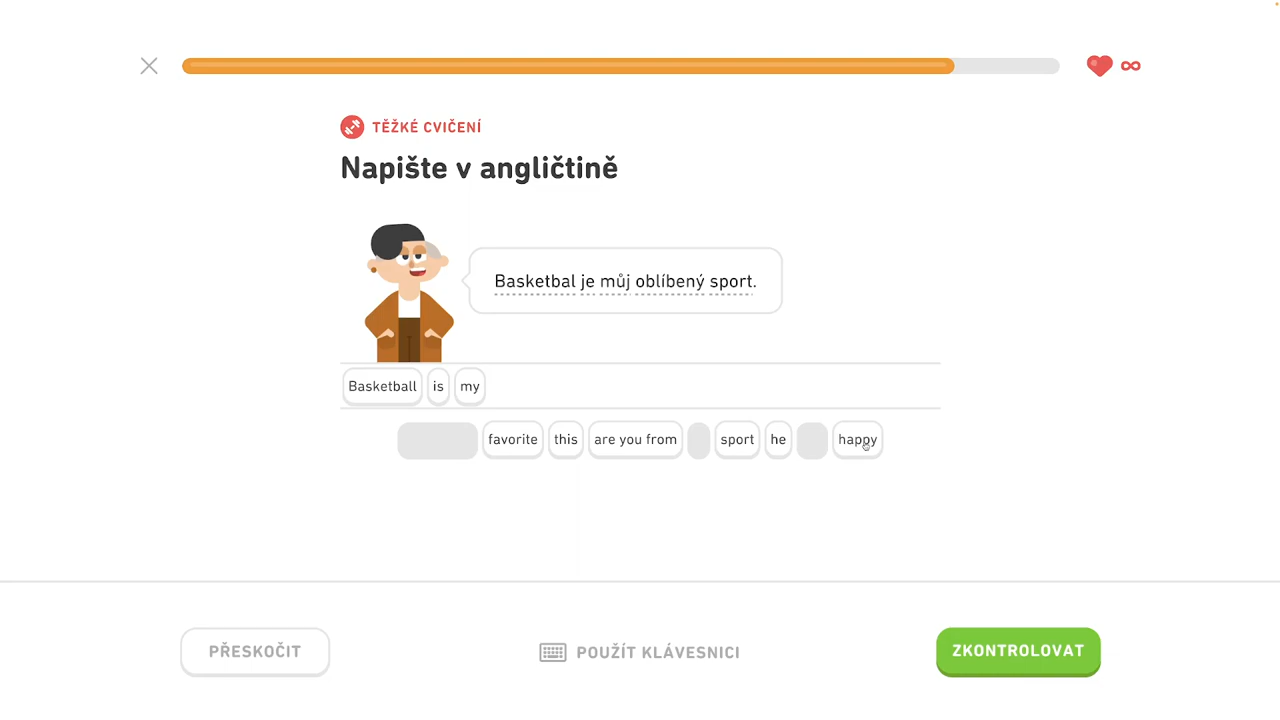 TĚŽKÉ CVIČENÍ
Napište v angličtině
Basketbal je můj oblíbený sport.
Basketball is my
favorite this are you from sport he happy
PŘESKOČIT POUŽÍT KLÁVESNICI ZKONTROLOVAT